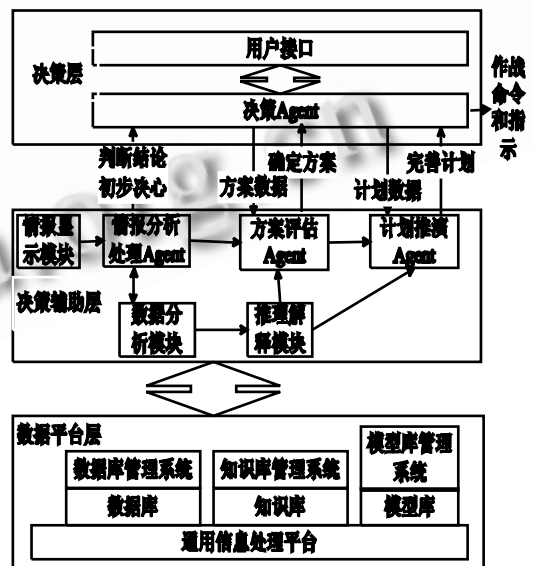 用户接口
决策层
决策Agent
作战
命令
和指
示
判断结论
初步决心
方案数据
确定方案
计划数据
完善计划
情报显
示模块
情报分析
处理Agent
方案评估
Agent
计划推演
Agent
决策辅助层
数据分
析模块
推理解
释模块
数据平台层
数据库管理系统
数据库
知识库管理系统
知识库
模型库管理
系统
模型库
通用信息处理平台